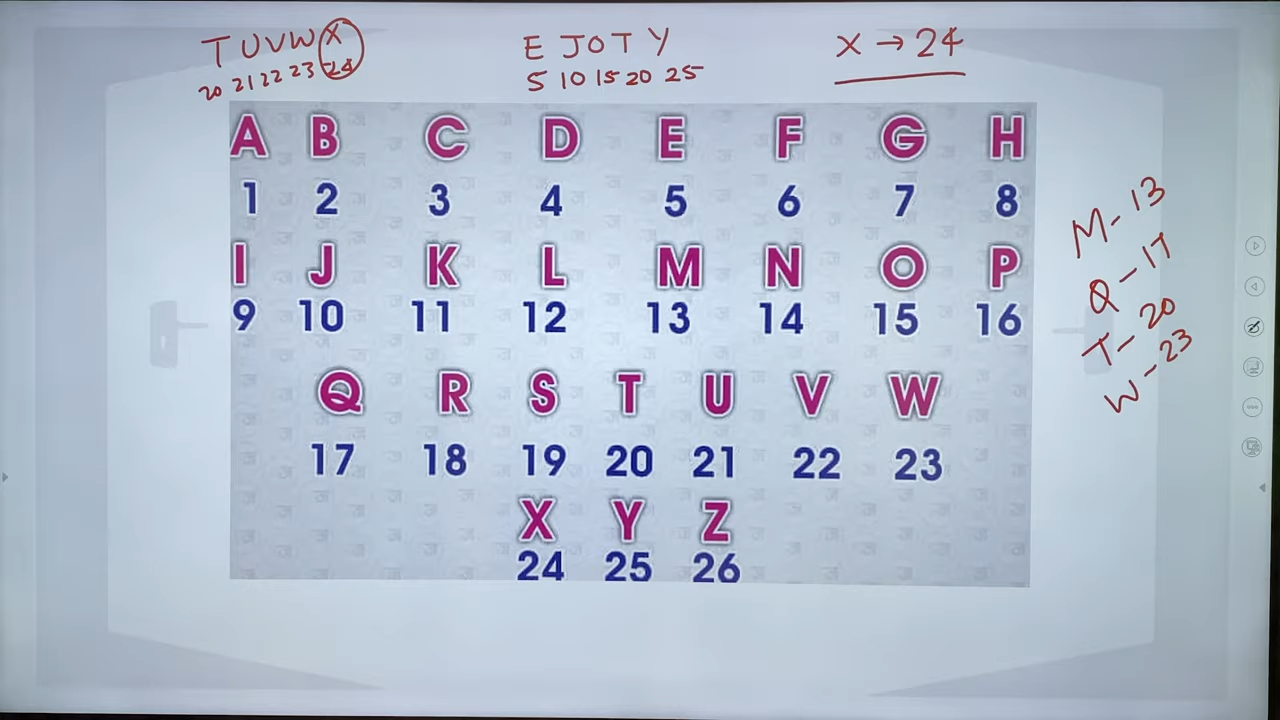 T U V W X
20 21 22 23 24
E J O T Y
5 10 15 20 25
X → 24
A B C D E F G H
1 2 3 4 5 6 7 8
I J K L M N O P
9 10 11 12 13 14 15 16
Q R S T U V W
17 18 19 20 21 22 23
X Y Z
24 25 26
M - 13
Q - 17
T - 20
W - 23